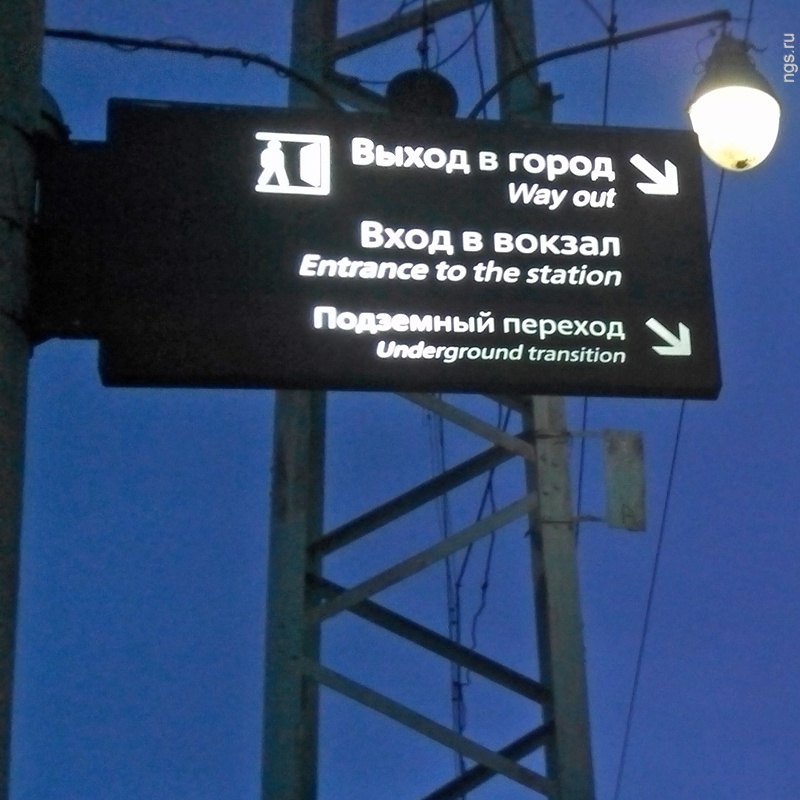 Выход в город
Way out
Вход в вокзал
Entrance to the station
Подземный переход
Underground transition
ngs.ru